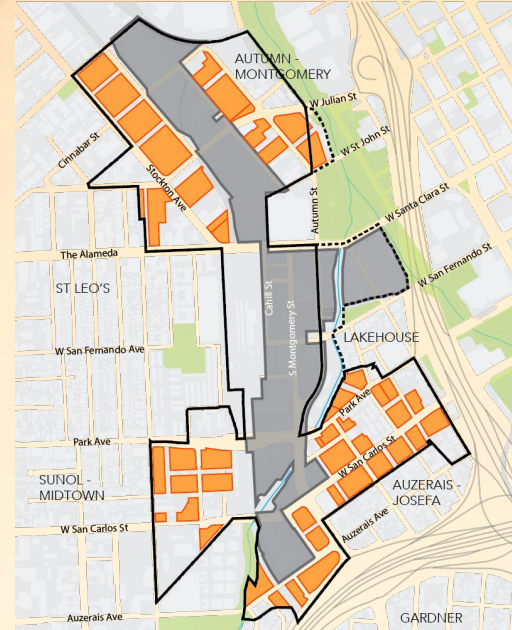 AUTUMN -
MONTGOMERY
W Julian St
W St John St
Cinnabar St
Stockton Ave
Autumn St
W Santa Clara St
The Alameda
W San Fernando St
ST LEO'S
Cahill St
S Montgomery St
LAKEHOUSE
W San Fernando Ave
Park Ave
Park Ave
W San Carlos St
SUNOL -
MIDTOWN
AUZERAIS -
JOSEFA
W San Carlos St
Auzerais Ave
Auzerais Ave
GARDNER